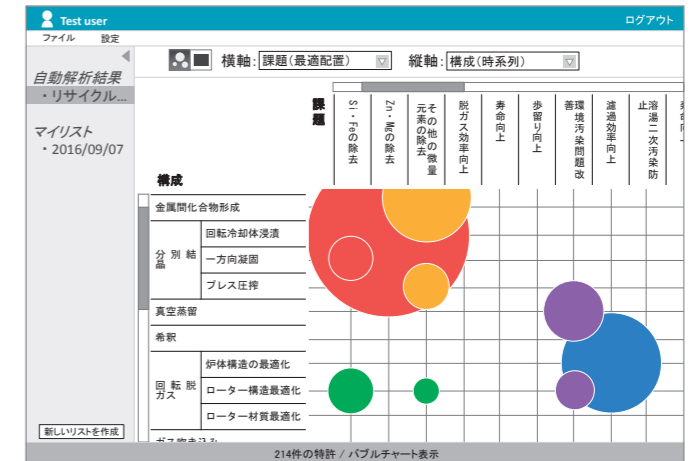 Test user
ログアウト
ファイル 設定
横軸: 課題(最適配置)
縦軸: 構成(時系列)
自動解析結果
・リサイクル...
マイリスト
・2016/09/07
新しいリストを作成
課題
Si・Feの除去
Zn・Mgの除去
その他の微量
元素の除去
脱ガス効率向上
寿命向上
歩留り向上
環境汚染問題改
善
濾過効率向上
溶湯二次汚染防
止
構成
金属間化合物形成
分別結
晶
回転冷却体浸漬
一方向凝固
プレス圧搾
真空蒸留
希釈
回転脱
ガス
炉体構造の最適化
ローター構造最適化
ローター材質最適化
ガス吹き込み
214件の特許 / バブルチャート表示